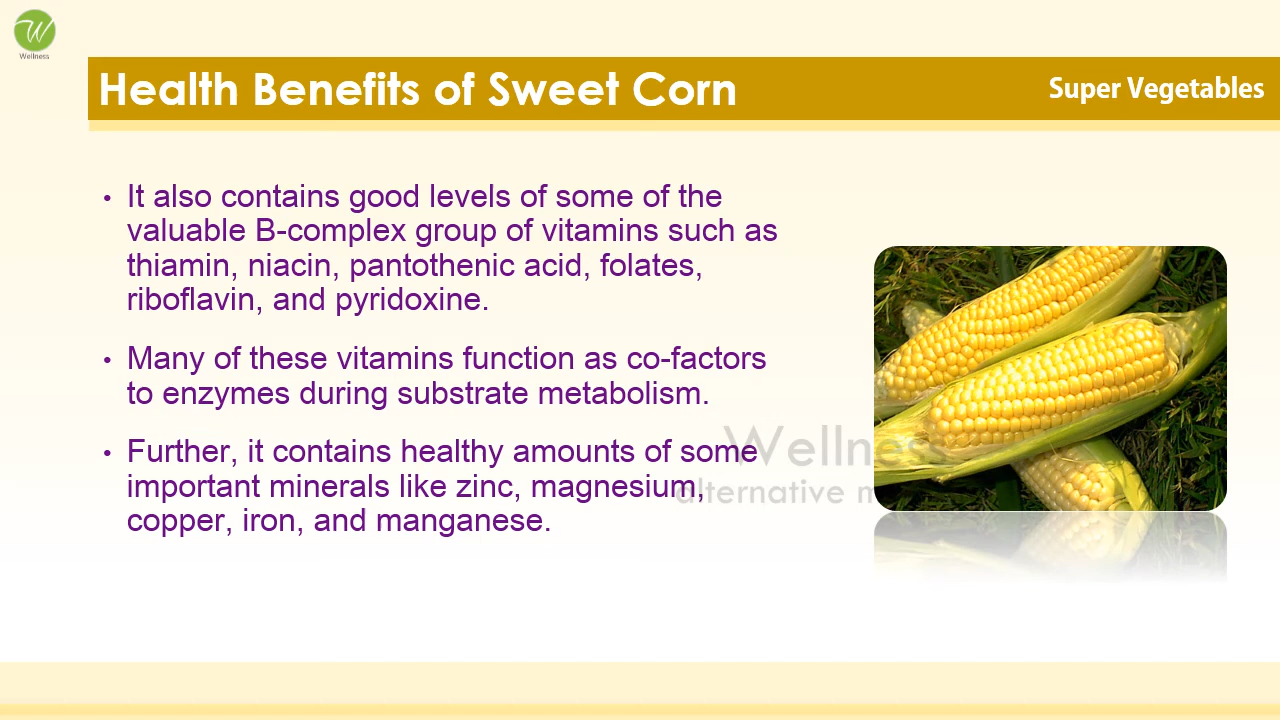 W
Wellness
Health Benefits of Sweet Corn
Super Vegetables
• It also contains good levels of some of the
valuable B-complex group of vitamins such as
thiamin, niacin, pantothenic acid, folates,
riboflavin, and pyridoxine.
• Many of these vitamins function as co-factors
to enzymes during substrate metabolism.
• Further, it contains healthy amounts of some
important minerals like zinc, magnesium,
copper, iron, and manganese.
Wellness
alternative m